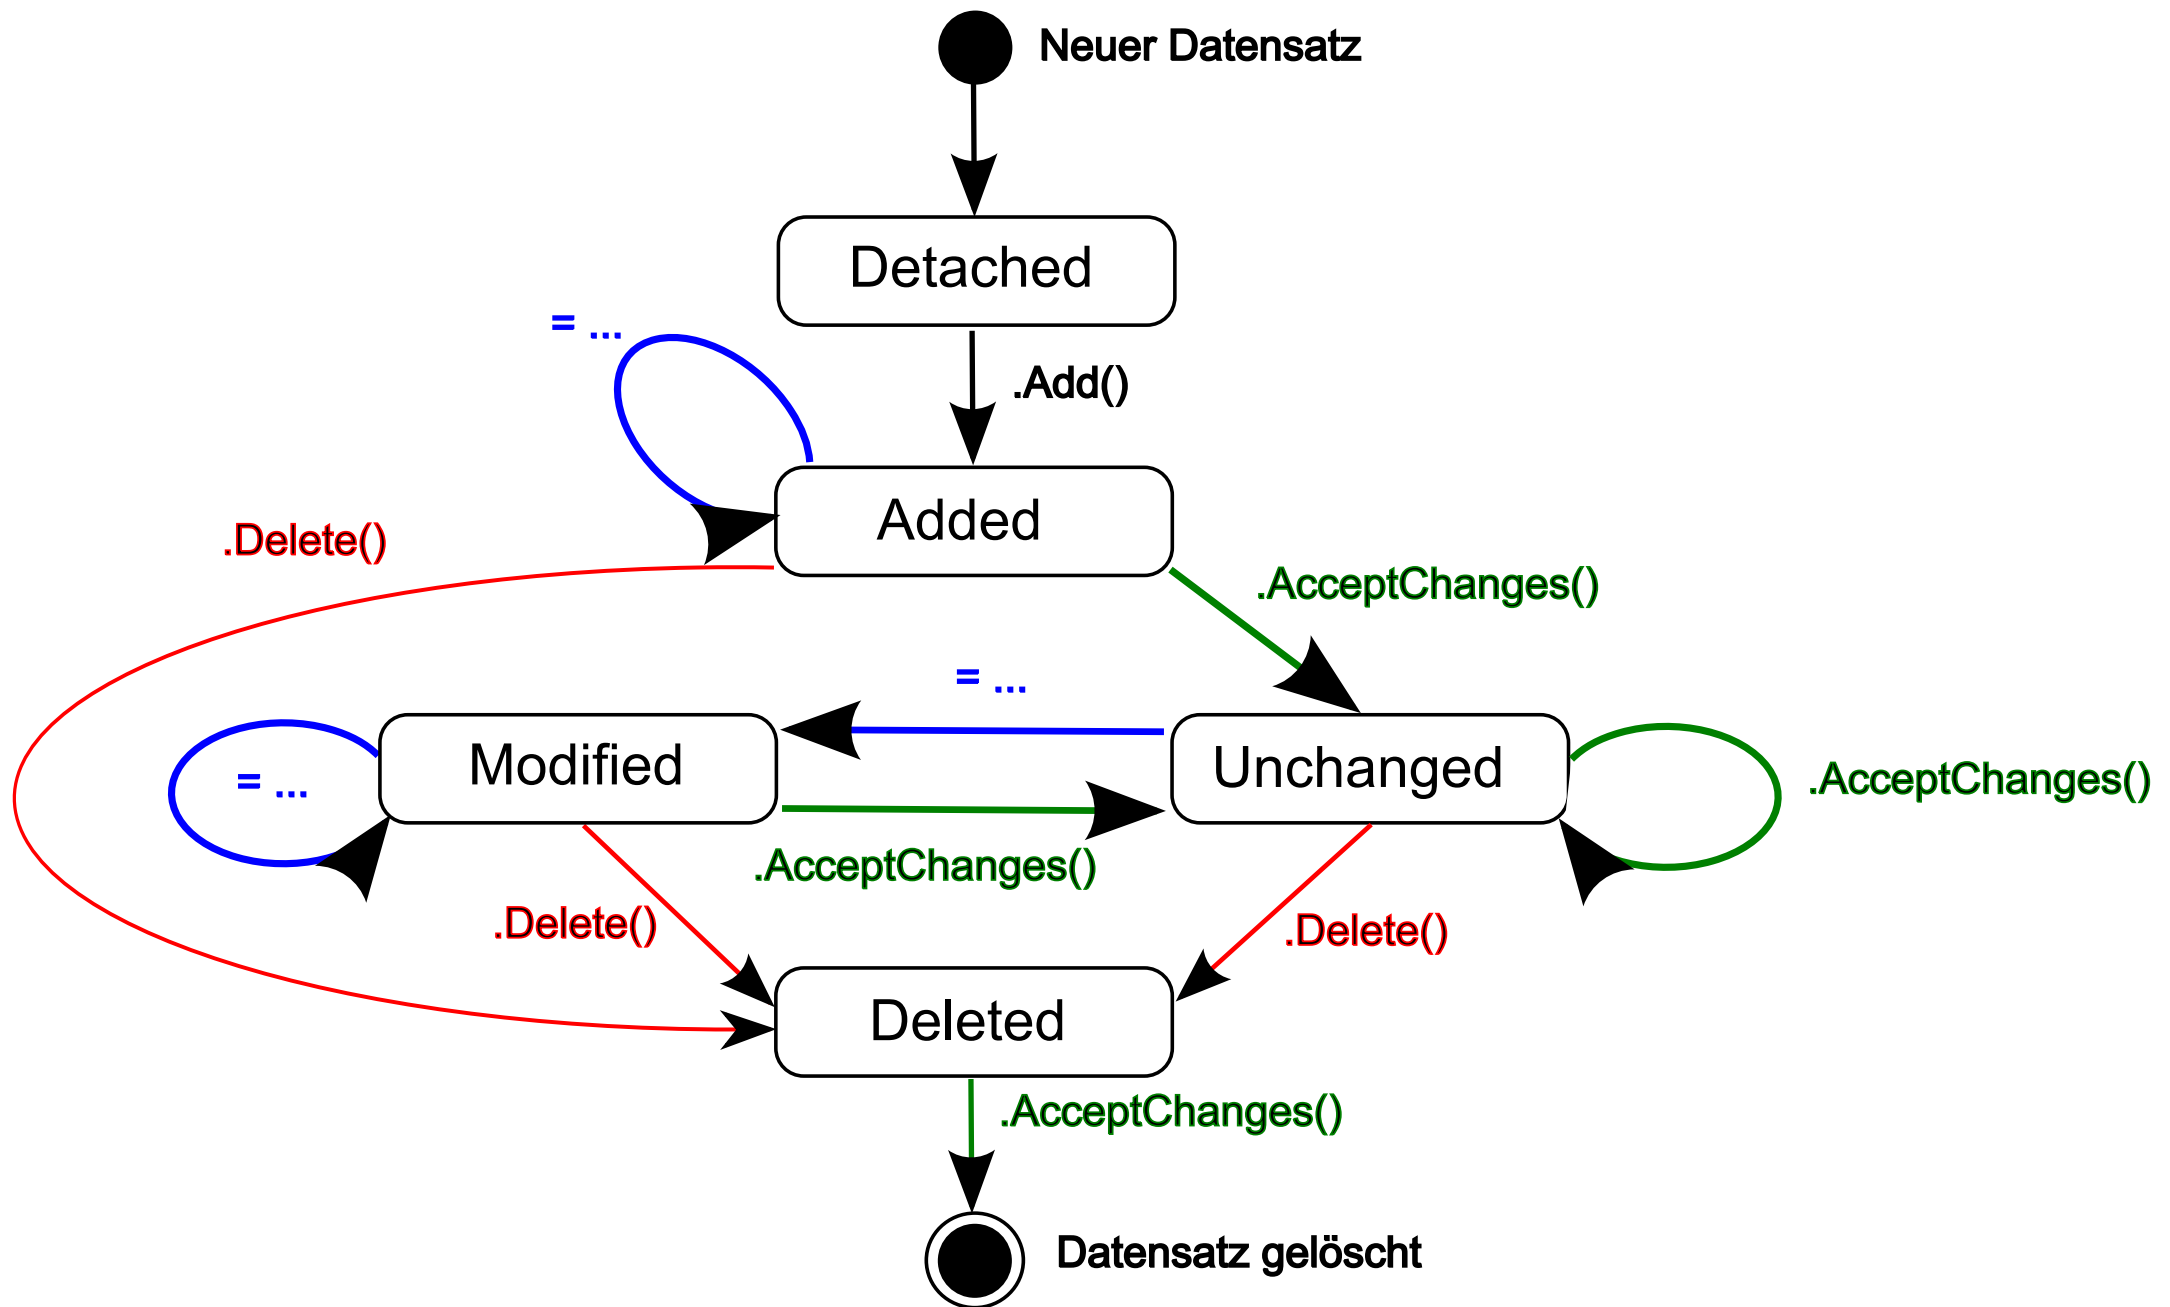 Neuer Datensatz
Detached
= ...
.Add()
Added
.Delete()
.AcceptChanges()
= ...
Modified
Unchanged
= ...
.AcceptChanges()
.AcceptChanges()
.Delete()
.Delete()
Deleted
.AcceptChanges()
Datensatz gelöscht